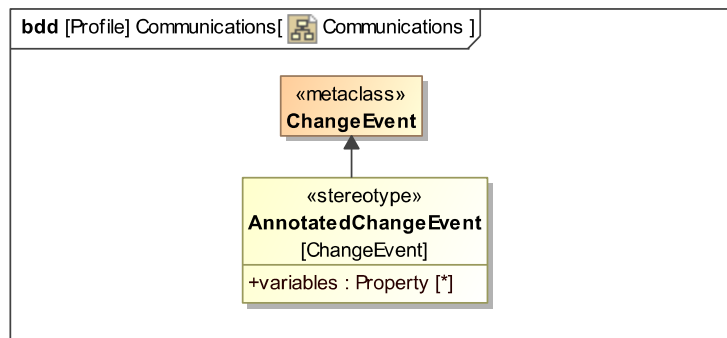 bdd [Profile] Communications[ Communications ]
«metaclass»
ChangeEvent
«stereotype»
AnnotatedChangeEvent
[ChangeEvent]
+variables : Property [*]